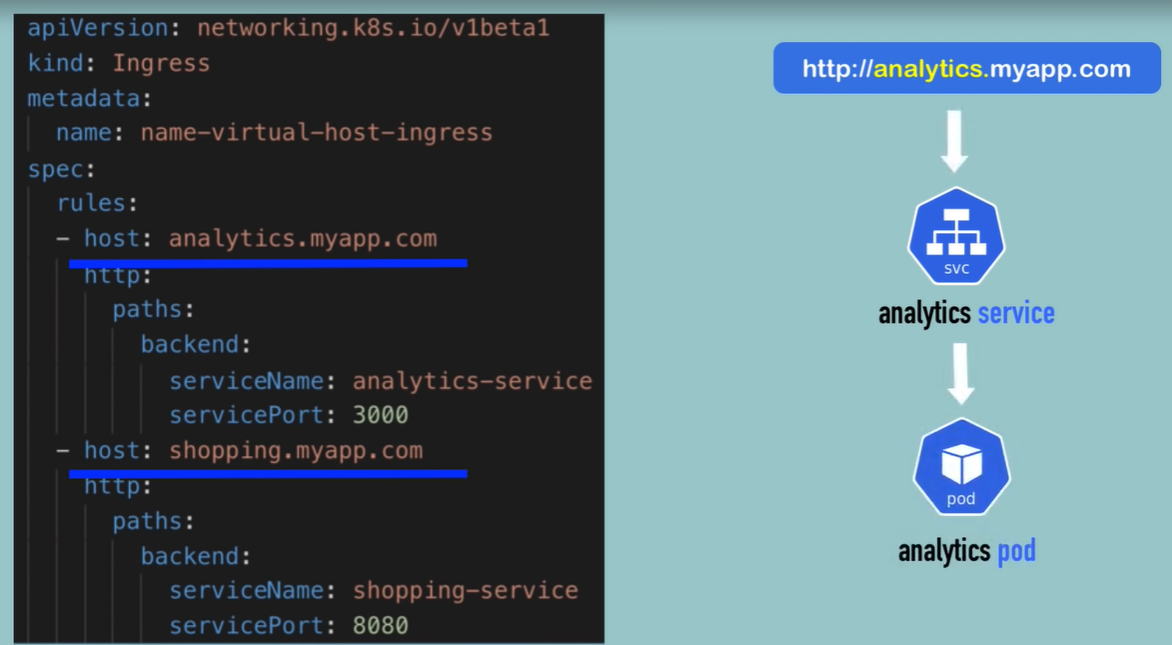 apiVersion: networking.k8s.io/v1beta1
kind: Ingress
metadata:
  name: name-virtual-host-ingress
spec:
  rules:
  - host: analytics.myapp.com
    http:
      paths:
        backend:
          serviceName: analytics-service
          servicePort: 3000
  - host: shopping.myapp.com
    http:
      paths:
        backend:
          serviceName: shopping-service
          servicePort: 8080
http://analytics.myapp.com
svc
analytics service
pod
analytics pod